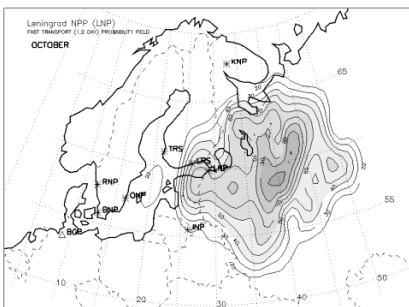 Leningrad NPP (LNP)
FAST TRANSPORT (1.0 DAY) PROBABILITY FIELD
OCTOBER
KNP
65
TRS
LRS
LNP
RNP
BNP
INP
BGP
55
10
20
30
40
50